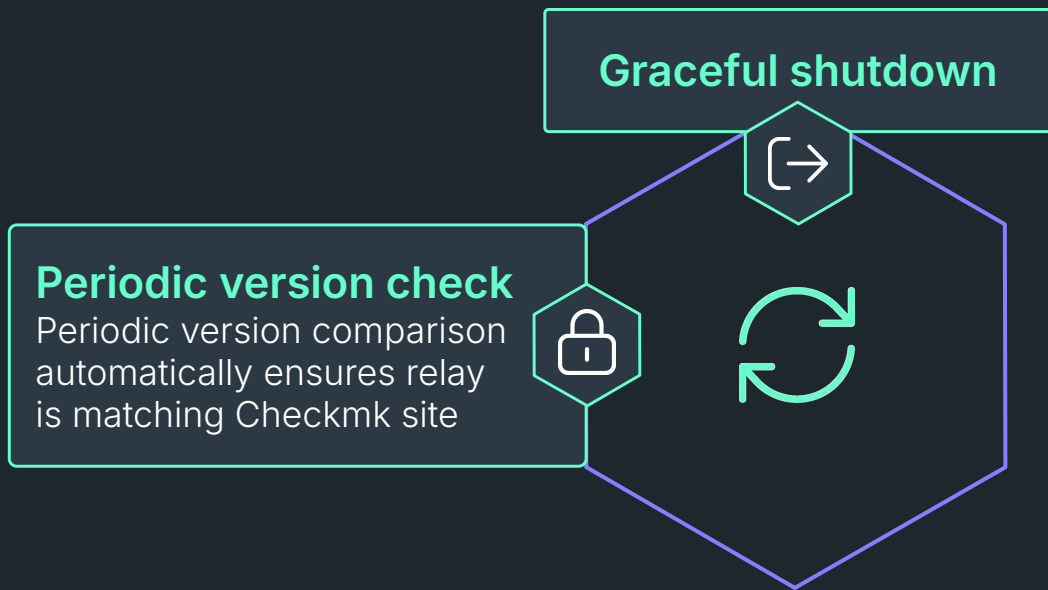 Graceful shutdown
Periodic version check
Periodic version comparison
automatically ensures relay
is matching Checkmk site